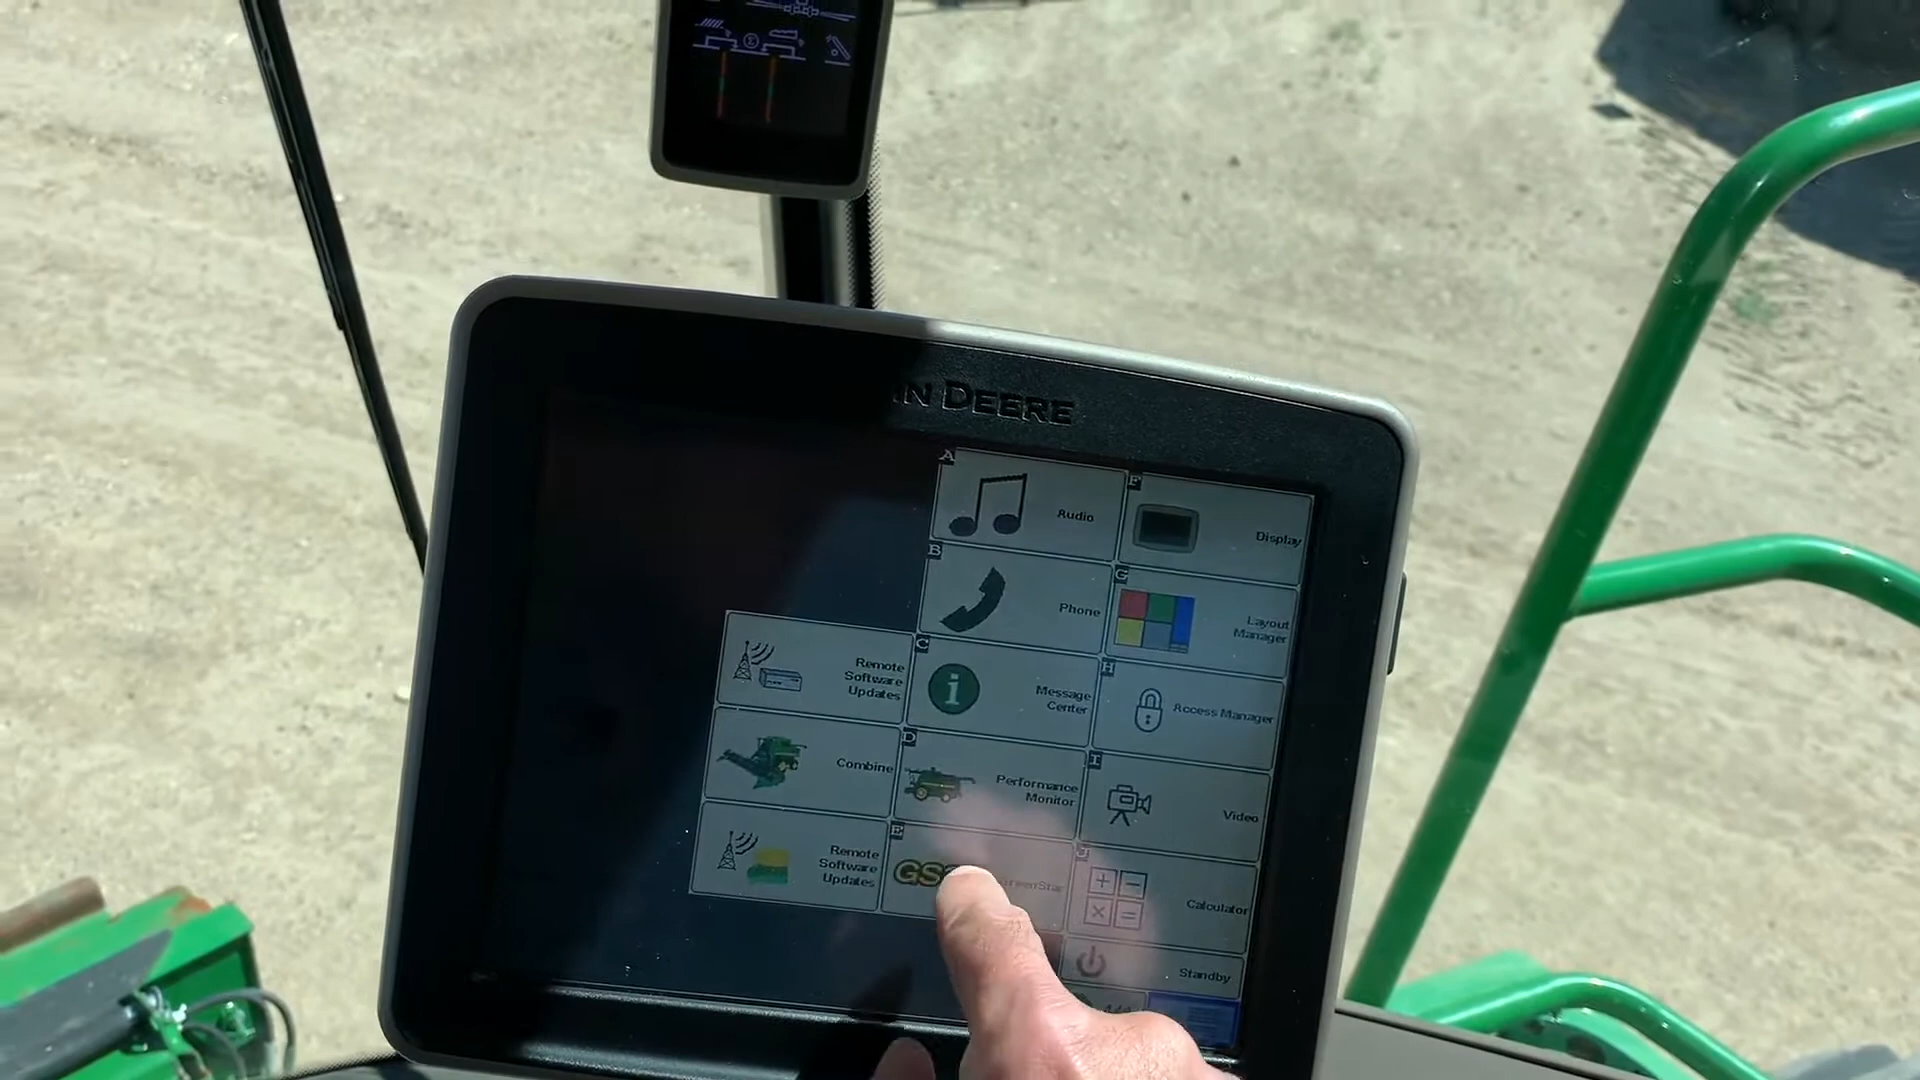 N DEERE
A
Audio
F
Display
B
Phone
G
Layout
Manager
Remote
Software
Updates
C
Message
Center
H
Access Manager
Combine
D
Performance
Monitor
I
Video
Remote
Software
Updates
E
GS
J
Calculator
Standby